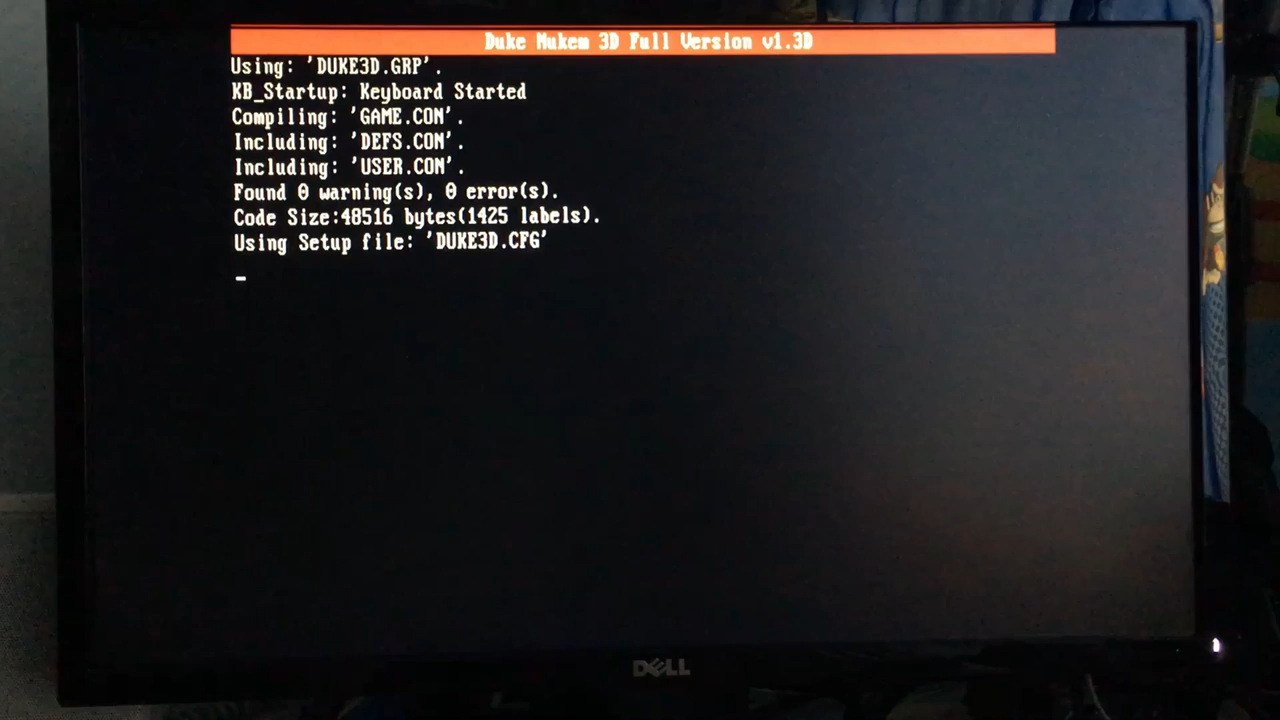 Duke Nukem 3D Full Version v1.3D
Using: 'DUKE3D.GRP'.
KB_Startup: Keyboard Started
Compiling: 'GAME.CON'.
Including: 'DEFS.CON'.
Including: 'USER.CON'.
Found 0 warning(s), 0 error(s).
Code Size:48516 bytes(1425 labels).
Using Setup file: 'DUKE3D.CFG'
DELL